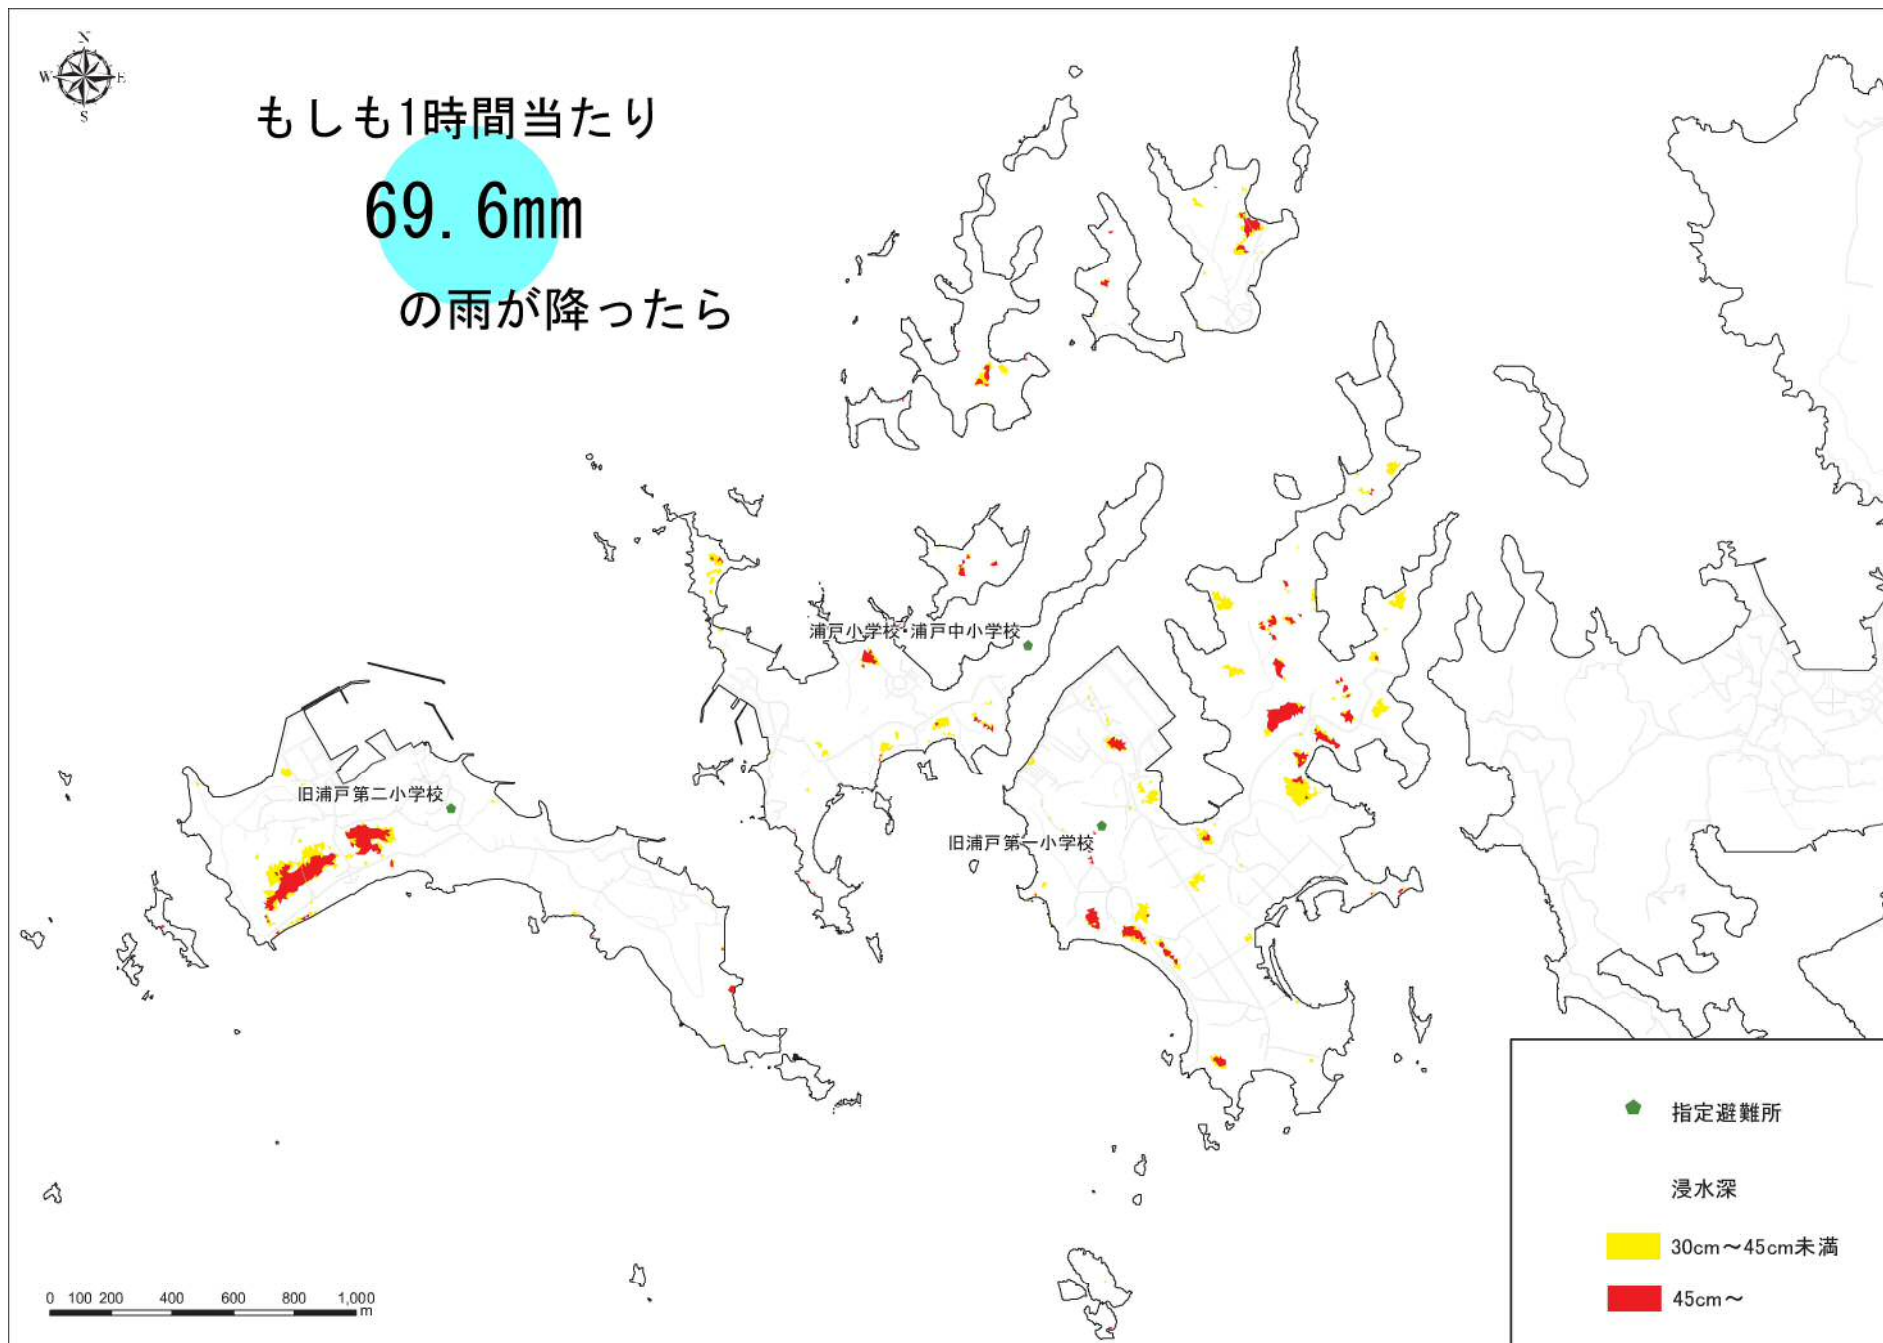 N
W E
S
もしも1時間当たり
69.6mm
の雨が降ったら
浦戸小学校・浦戸中小学校
旧浦戸第二小学校
旧浦戸第一小学校
指定避難所
浸水深
30cm～45cm未満
45cm～
0 100 200 400 600 800 1,000
m